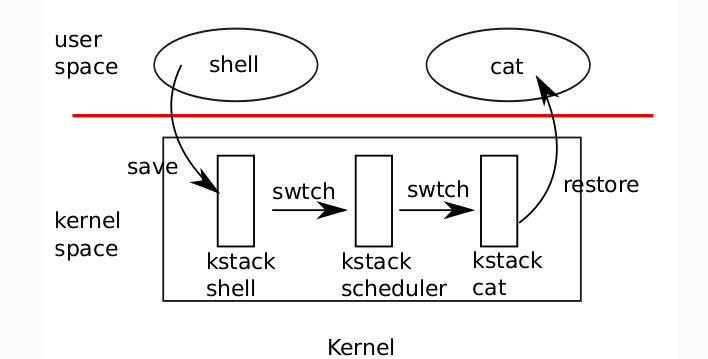 user
space
shell
cat
save
swtch
swtch
restore
kernel
space
kstack
shell
kstack
scheduler
kstack
cat
Kernel